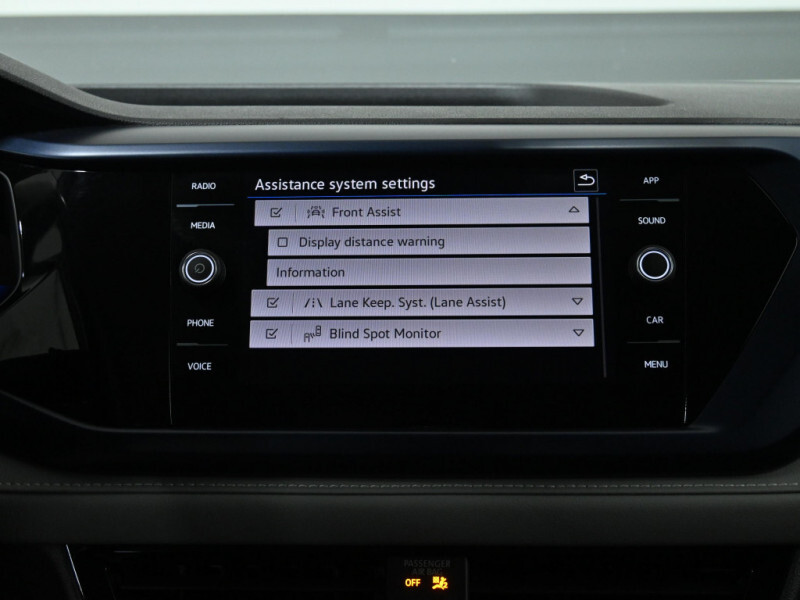 RADIO
MEDIA
PHONE
VOICE
Assistance system settings
Front Assist
Display distance warning
Information
Lane Keep. Syst. (Lane Assist)
Blind Spot Monitor
APP
SOUND
CAR
MENU
PASSENGER
AIR BAG
OFF